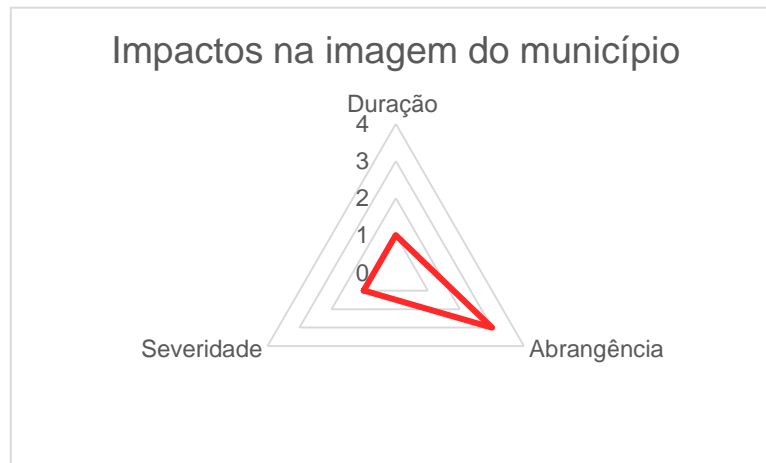 Impactos na imagem do município
Duração
4
3
2
1
0
Severidade
Abrangência